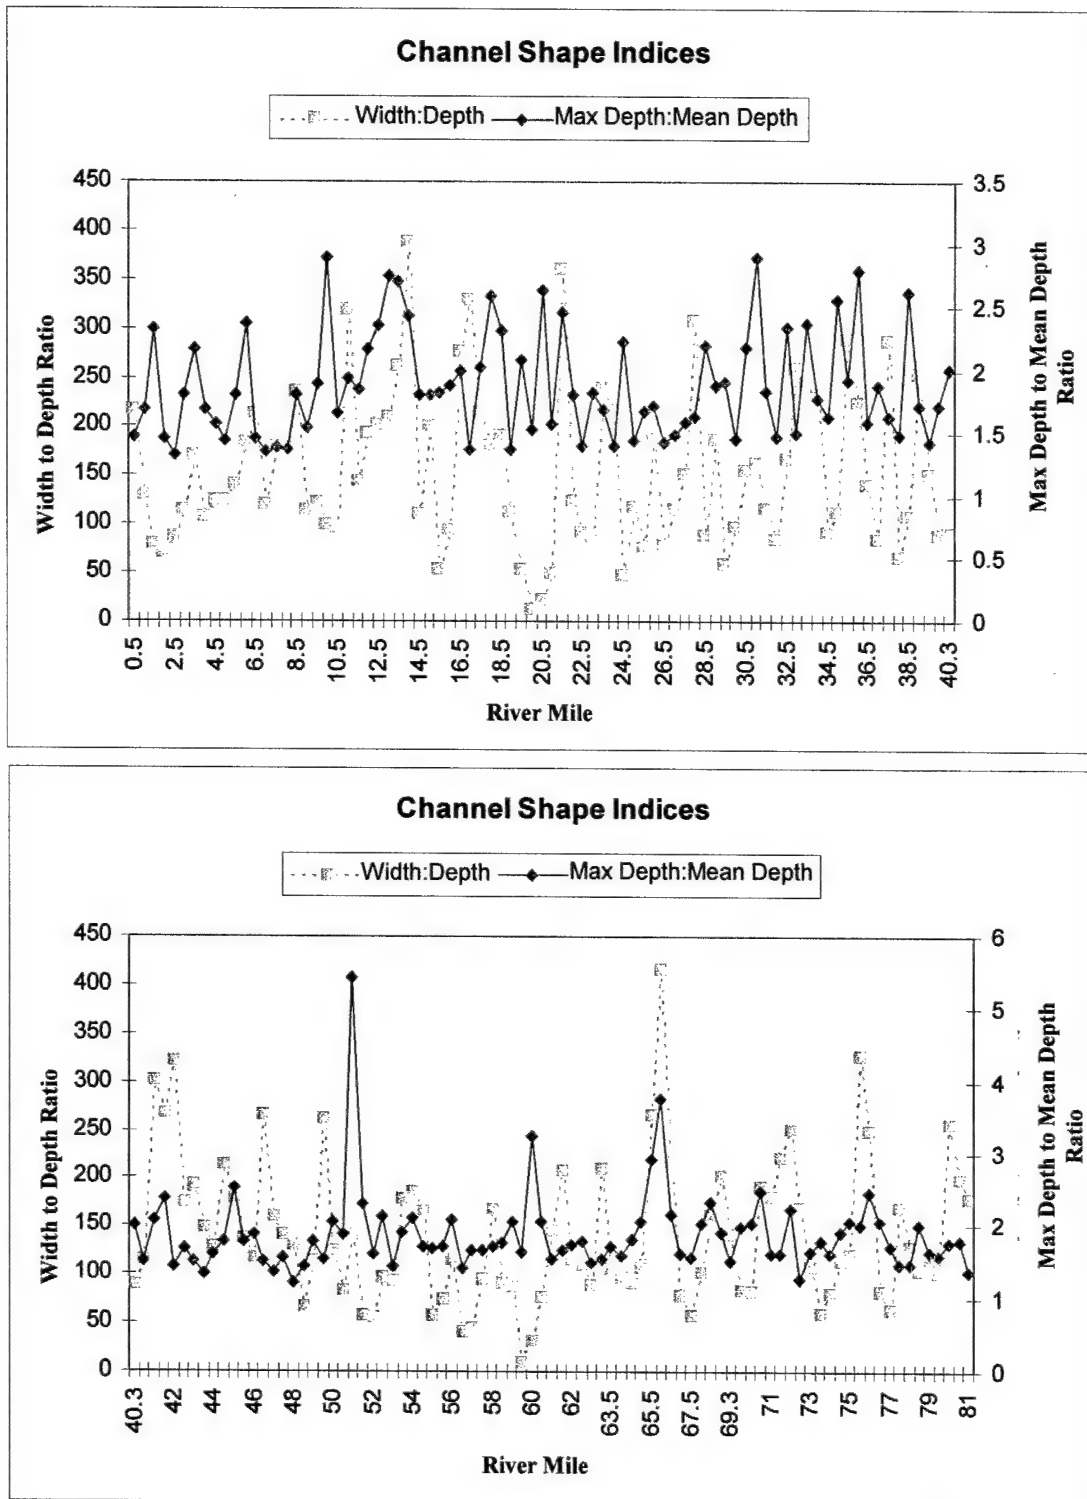 Channel Shape Indices
Width:Depth Max Depth:Mean Depth
450
400
350
300
250
200
150
100
50
0
Width to Depth Ratio
3.5
3
2.5
2
1.5
1
0.5
0
Max Depth to Mean Depth
Ratio
0.5 2.5 4.5 6.5 8.5 10.5 12.5 14.5 16.5 18.5 20.5 22.5 24.5 26.5 28.5 30.5 32.5 34.5 36.5 38.5 40.3
River Mile
Channel Shape Indices
Width:Depth Max Depth:Mean Depth
450
400
350
300
250
200
150
100
50
0
Width to Depth Ratio
6
5
4
3
2
1
0
Max Depth to Mean Depth
Ratio
40.3 42 44 46 48 50 52 54 56 58 60 62 63.5 65.5 67.5 69.3 71 73 75 77 79 81
River Mile